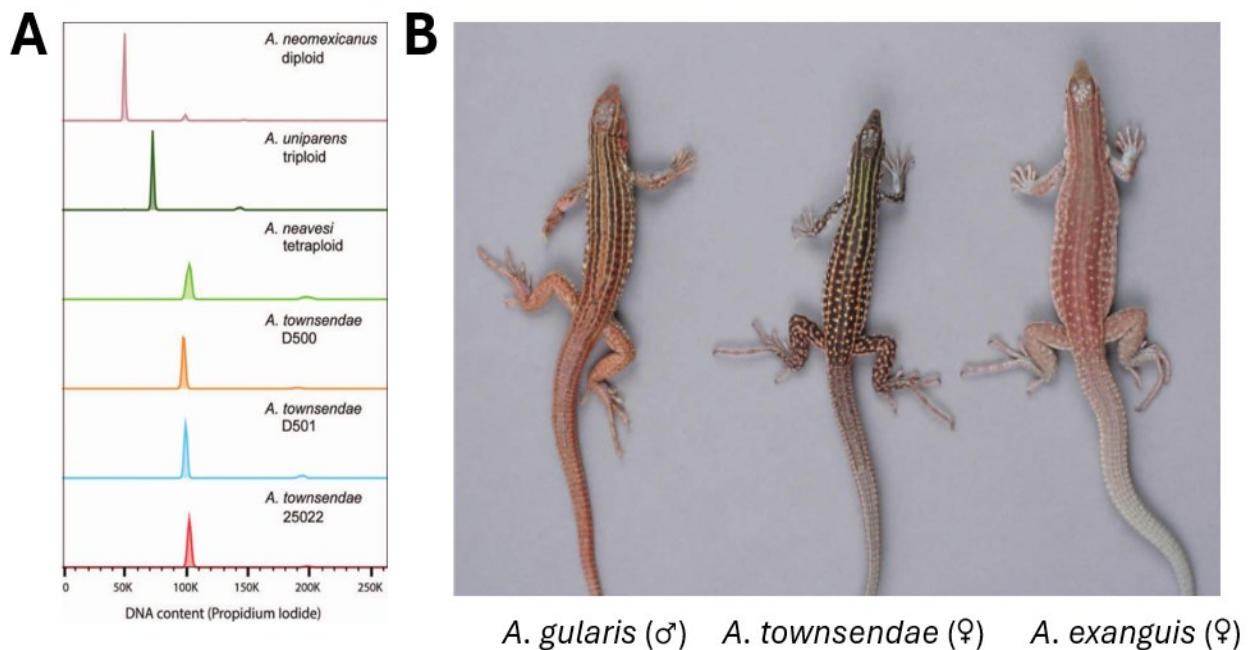 A
B
A. neomexicanus
diploid
A. uniparens
triploid
A. neavesi
tetraploid
A. townsendae
D500
A. townsendae
D501
A. townsendae
25022
0 50K 100K 150K 200K 250K
DNA content (Propidium Iodide)
A. gularis (♂) A. townsendae (♀) A. exanguis (♀)